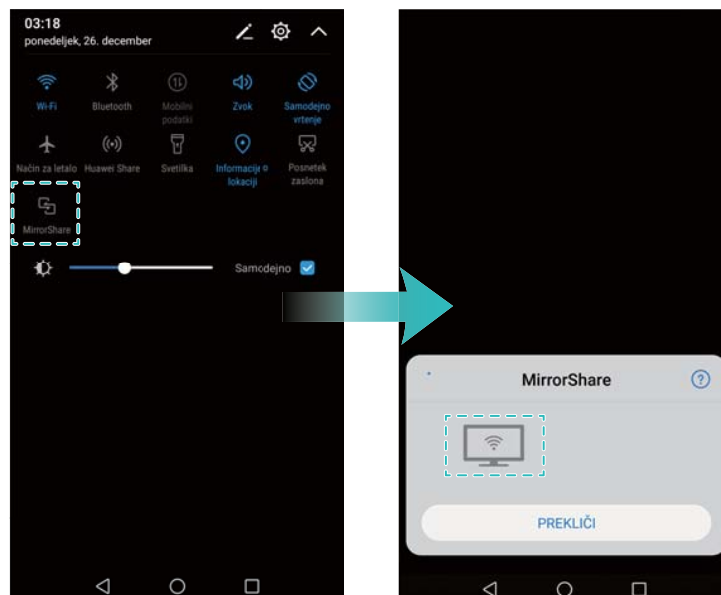 03:18
ponedeljek, 26. december
Wi-Fi
Bluetooth
Mobilni
podatki
Zvok
Samodejno
vrtenje
Način za letalo
Huawei Share
Svetilka
Informacije o
lokaciji
Posnetek
zaslona
MirrorShare
Samodejno
MirrorShare
PREKLIČI